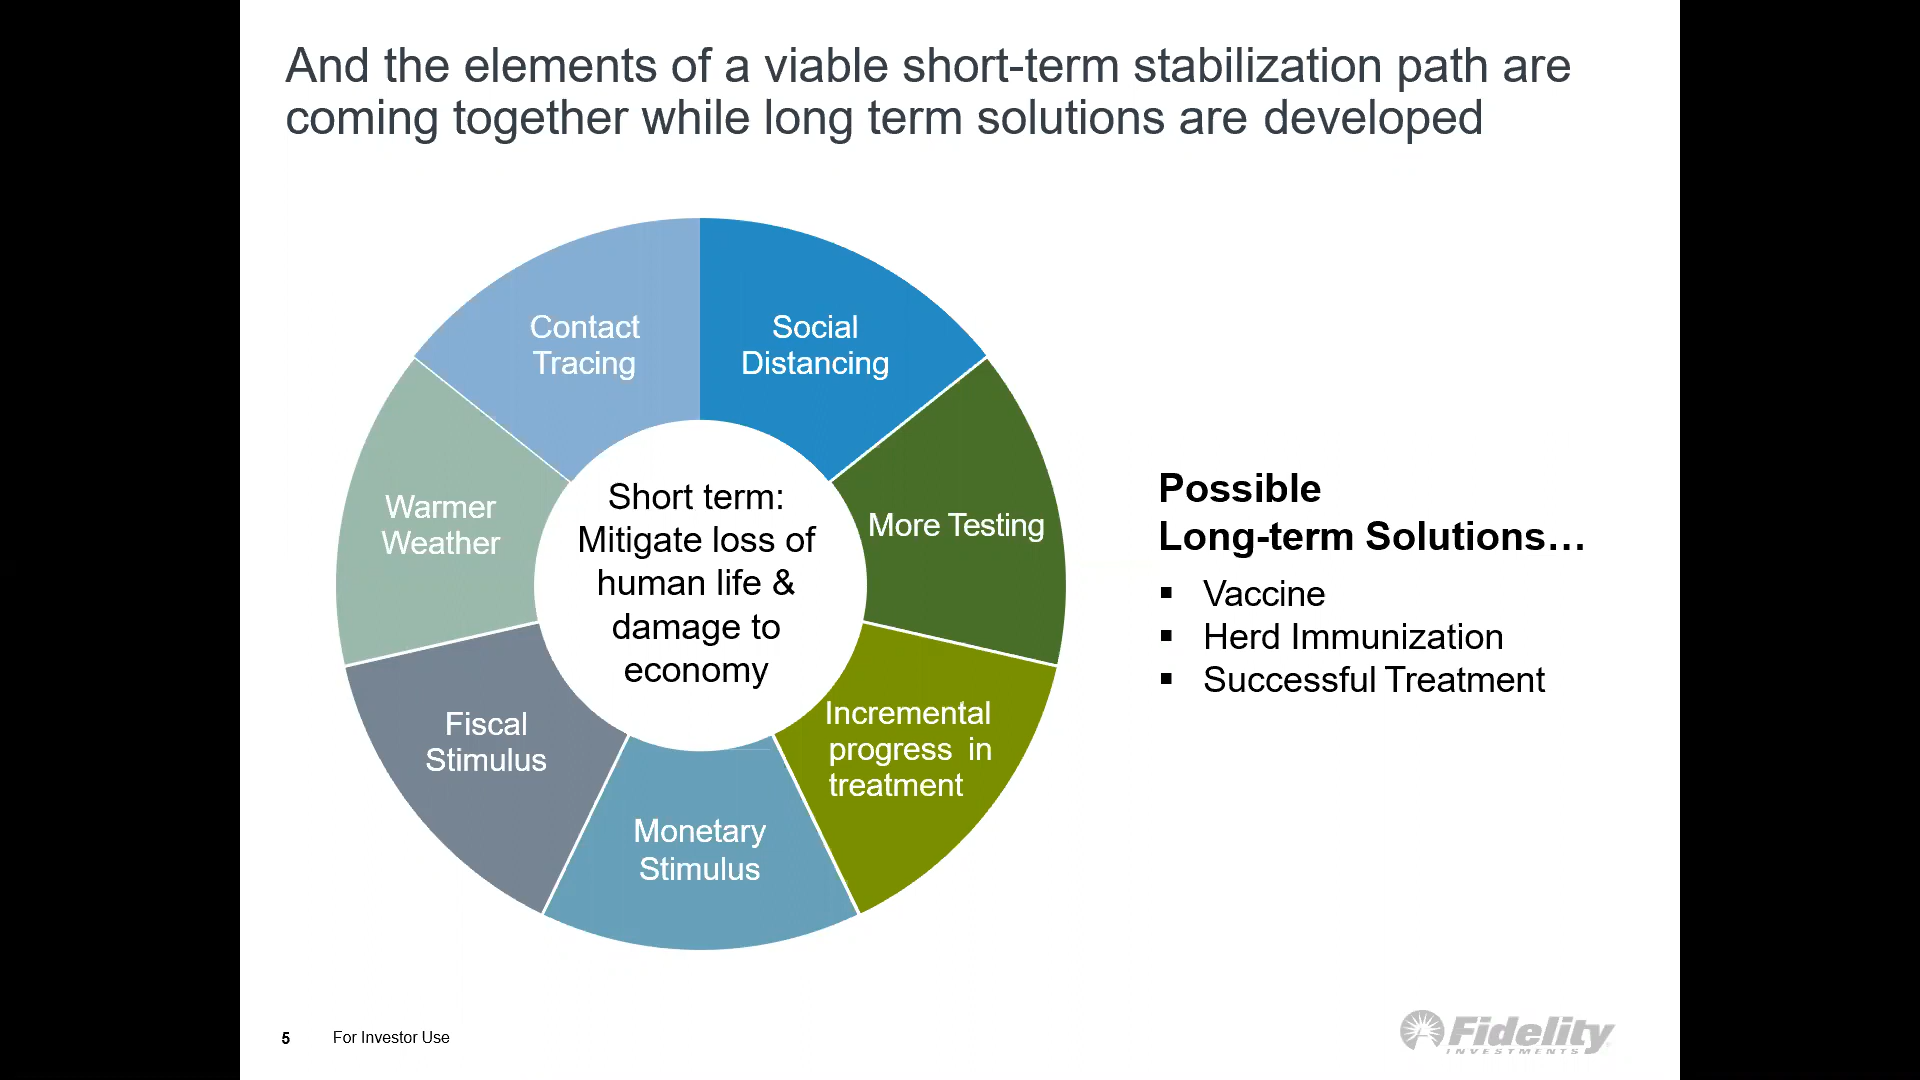 And the elements of a viable short-term stabilization path are
coming together while long term solutions are developed
Contact
Tracing
Social
Distancing
Warmer
Weather
Short term:
Mitigate loss of
human life &
damage to
economy
More Testing
Fiscal
Stimulus
Incremental
progress in
treatment
Monetary
Stimulus
Possible
Long-term Solutions…
▪ Vaccine
▪ Herd Immunization
▪ Successful Treatment
5 For Investor Use
Fidelity
INVESTMENTS